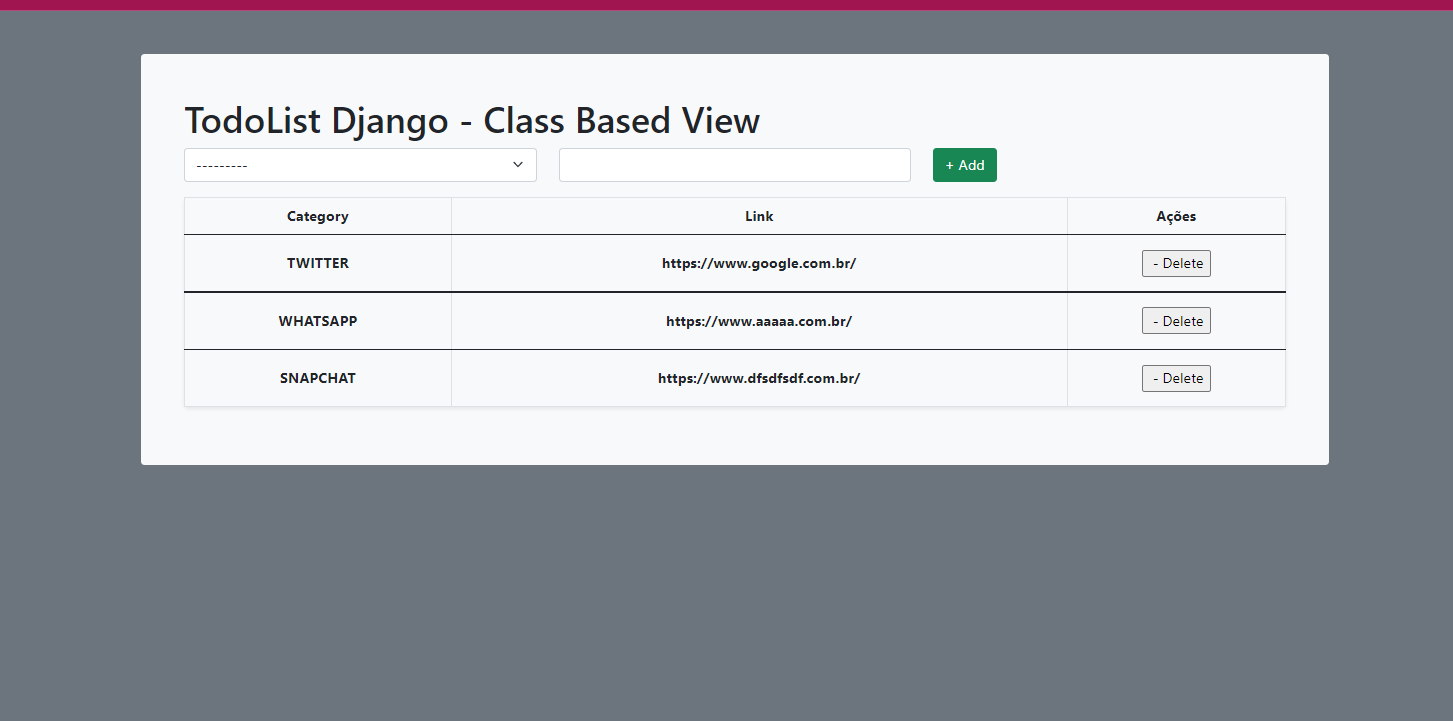 TodoList Django - Class Based View
---------
+ Add
Category Link Ações
TWITTER https://www.google.com.br/ - Delete
WHATSAPP https://www.aaaaa.com.br/ - Delete
SNAPCHAT https://www.dfsdfsdf.com.br/ - Delete